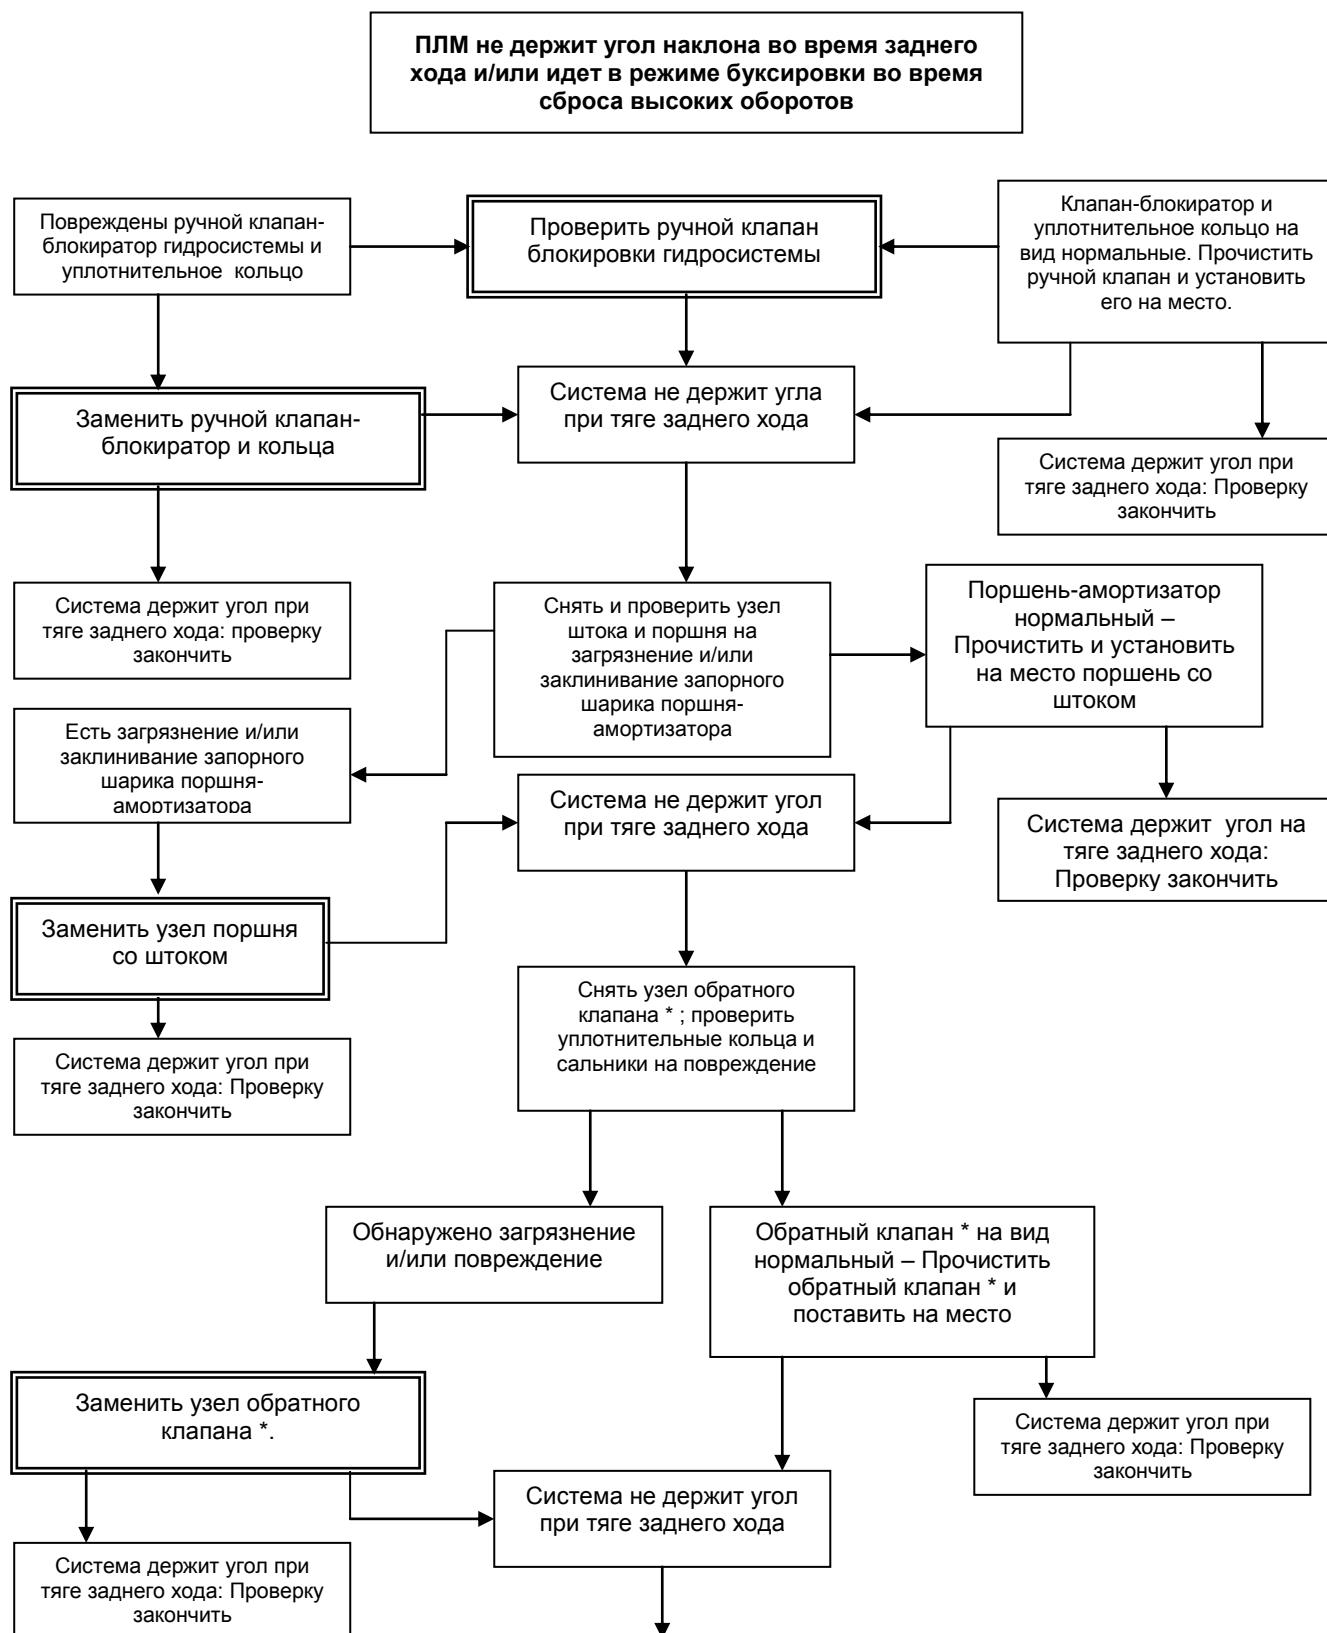 ПЛМ не держит угол наклона во время заднего
хода и/или идет в режиме буксировки во время
сброса высоких оборотов
Повреждены ручной клапан-
блокиратор гидросистемы и
уплотнительное кольцо
Проверить ручной клапан
блокировки гидросистемы
Клапан-блокиратор и
уплотнительное кольцо на
вид нормальные. Прочистить
ручной клапан и установить
его на место.
Заменить ручной клапан-
блокиратор и кольца
Система не держит угла
при тяге заднего хода
Система держит угол при
тяге заднего хода: Проверку
закончить
Система держит угол при
тяге заднего хода: проверку
закончить
Снять и проверить узел
штока и поршня на
загрязнение и/или
заклинивание запорного
шарика поршня-
амортизатора
Поршень-амортизатор
нормальный –
Прочистить и установить
на место поршень со
штоком
Есть загрязнение и/или
заклинивание запорного
шарика поршня-
амортизатора
Система не держит угол
при тяге заднего хода
Система держит угол на
тяге заднего хода:
Проверку закончить
Заменить узел поршня
со штоком
Снять узел обратного
клапана * ; проверить
уплотнительные кольца и
сальники на повреждение
Система держит угол при
тяге заднего хода: Проверку
закончить
Обнаружено загрязнение
и/или повреждение
Обратный клапан * на вид
нормальный – Прочистить
обратный клапан * и
поставить на место
Заменить узел обратного
клапана *.
Система держит угол при
тяге заднего хода: Проверку
закончить
Система не держит угол
при тяге заднего хода
Система держит угол при
тяге заднего хода: Проверку
закончить